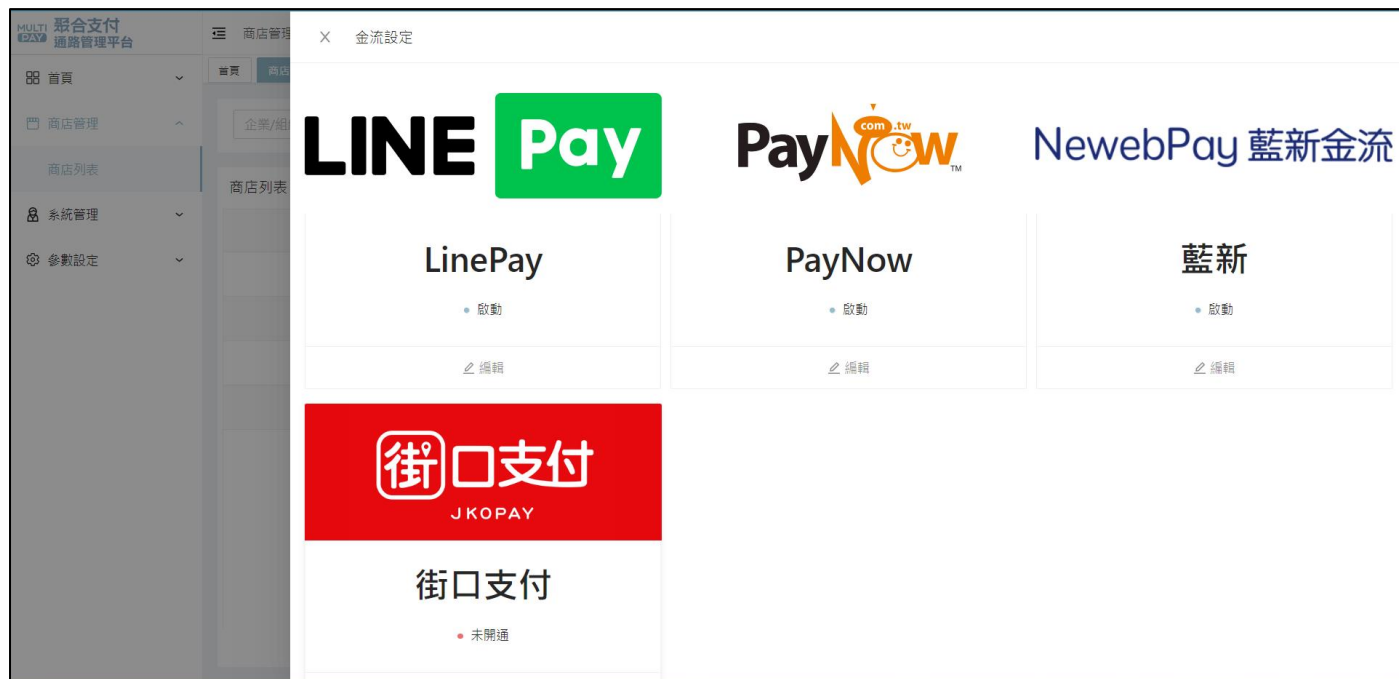 MULTI PAY 聚合支付
通路管理平台
首頁
商店管理
商店列表
系統管理
參數設定
商店管理
首頁 商店
企業/組
商店列表
金流設定
LINE Pay
PayNow com.tw TM
NewebPay 藍新金流
LinePay
啟動
編輯
PayNow
啟動
編輯
藍新
啟動
編輯
街口支付
JKOPAY
街口支付
未開通